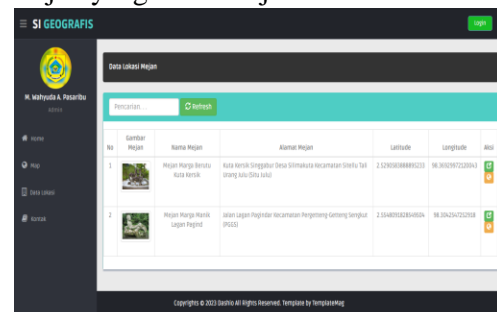 SI GEOGRAFIS
Login
M. Wahyuda A. Pasaribu
Data Lokasi Mejan
Pencarian ...
Refresh
Home
Map
Data Lokasi
Kontak
No Gambar Mejan Nama Mejan Alamat Mejan Latitude Longitude Aksi
1 Mejan Marga Berutu Kuta Kersik Kuta Kersik Singgabur Desa Silimakuta Kecamatan Sitellu Tali Urang Julu (Situ Julu)
2 Mejan Marga Manik Lagan Pagind Jalan Lagan Pagindar Kecamatan Pergetteng Getteng Sengkut (PGGS)
Copyrights © 2023 Dashio All Rights Reserved. Template by TemplateMag